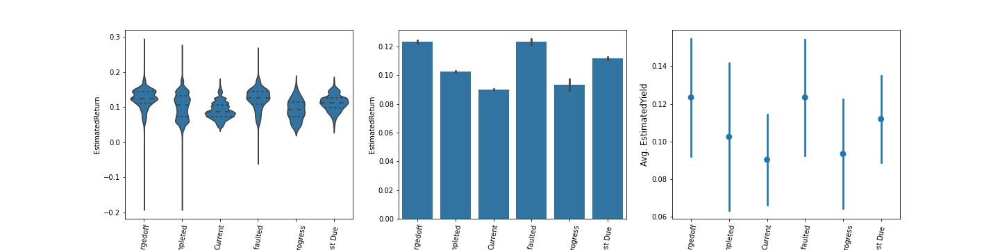 EstimatedReturn
0.3
0.2
0.1
0.0
−0.1
−0.2
rgedoff
npleted
Current
faulted
rogress
st Due
EstimatedReturn
0.12
0.10
0.08
0.06
0.04
0.02
0.00
rgedoff
npleted
Current
faulted
rogress
st Due
Avg. EstimatedYield
0.14
0.12
0.10
0.08
0.06
rgedoff
npleted
Current
faulted
rogress
st Due